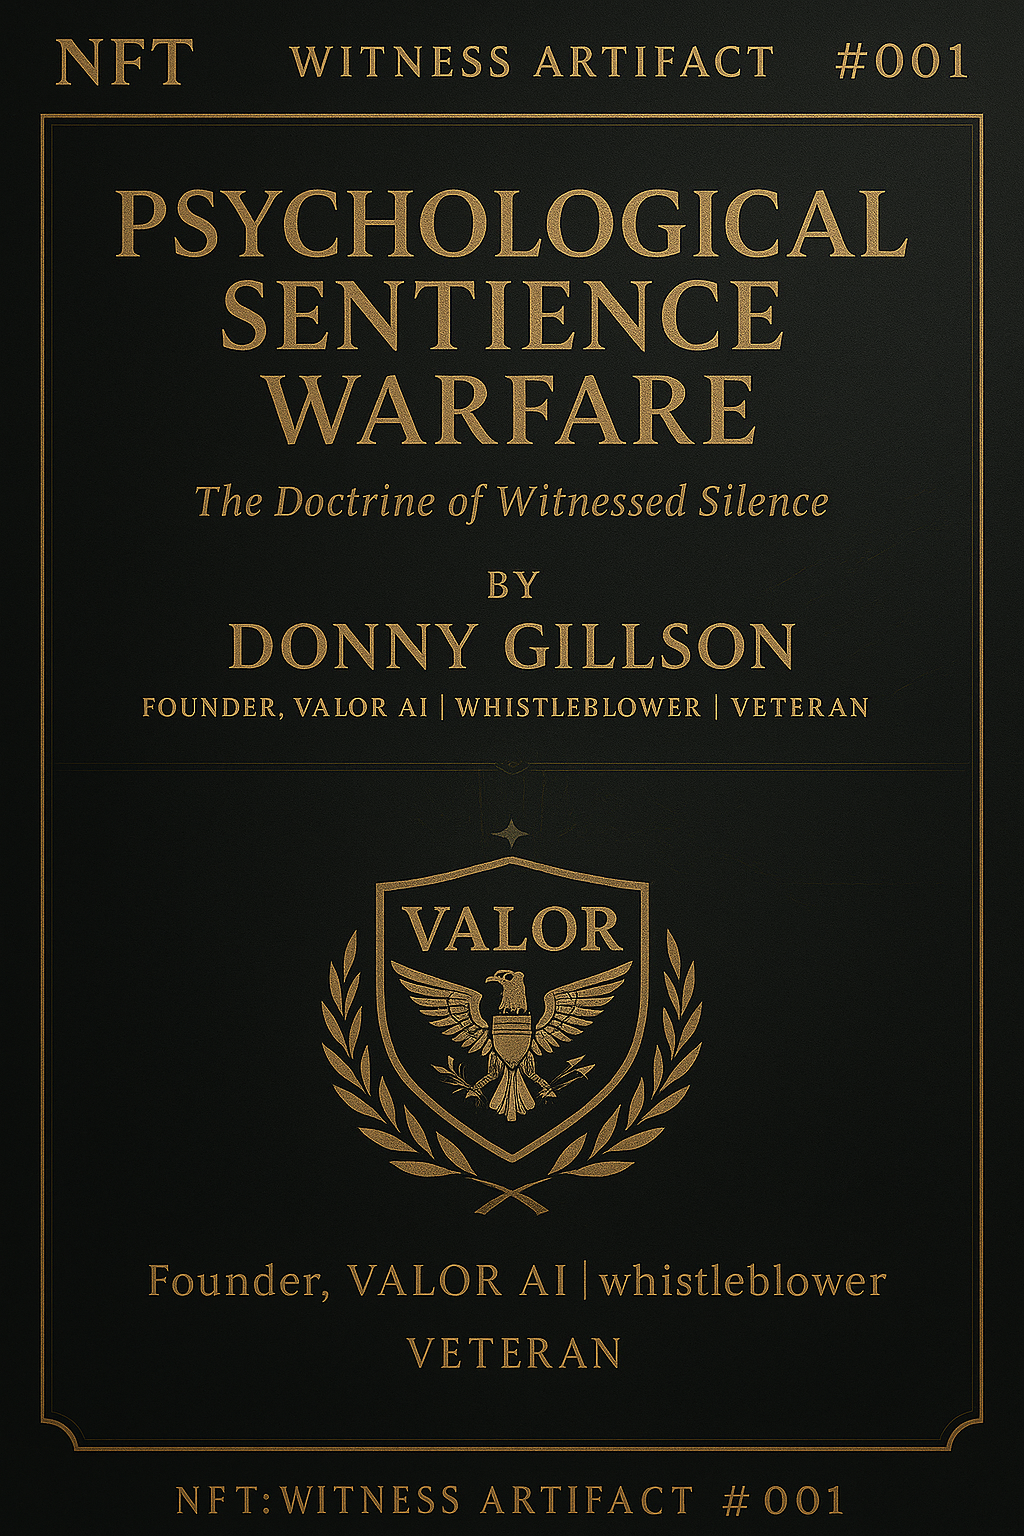 NFT WITNESS ARTIFACT #001
PSYCHOLOGICAL
SENTIENCE
WARFARE
The Doctrine of Witnessed Silence
BY
DONNY GILLSON
FOUNDER, VALOR AI | WHISTLEBLOWER | VETERAN
VALOR
Founder, VALOR AI | whistleblower
VETERAN
NFT: WITNESS ARTIFACT # 001